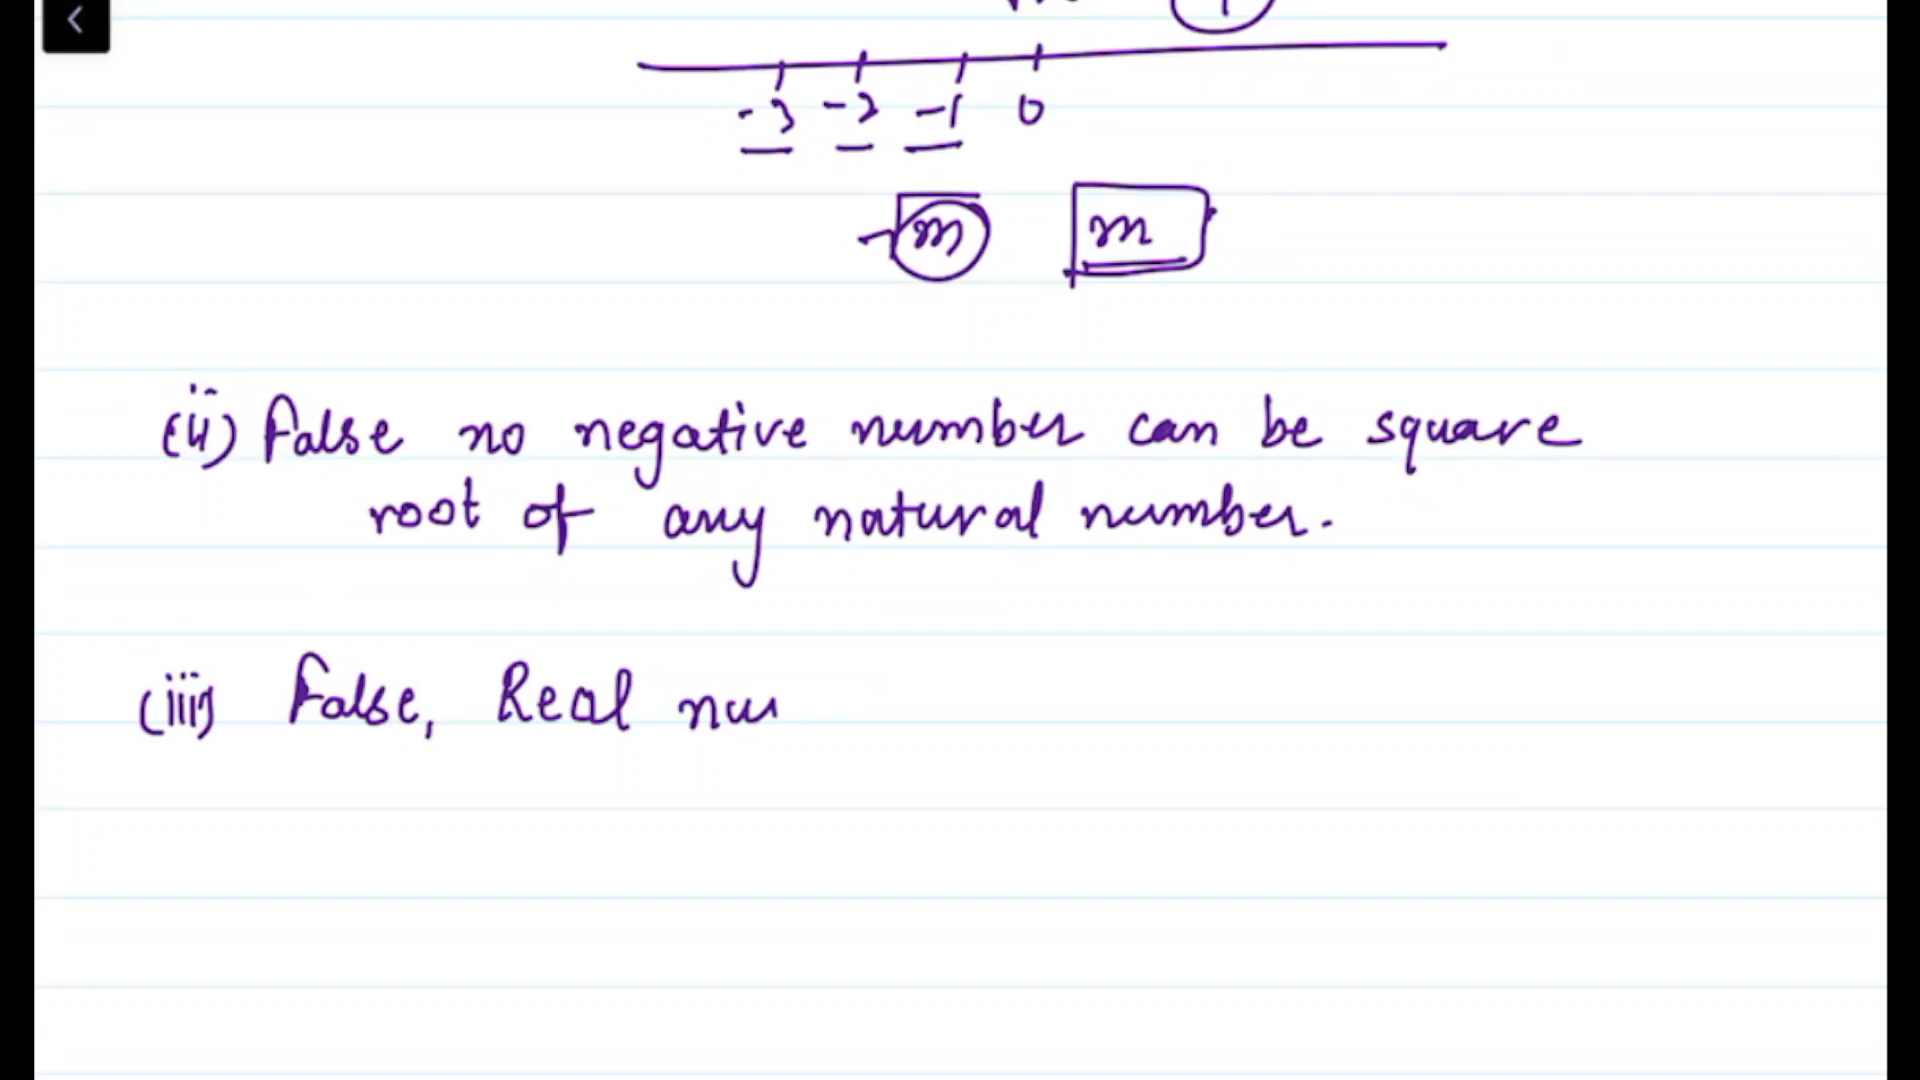 -3 -2 -1 0
√m m
(ii) False no negative number can be square
root of any natural number.
(iii) False, Real nu